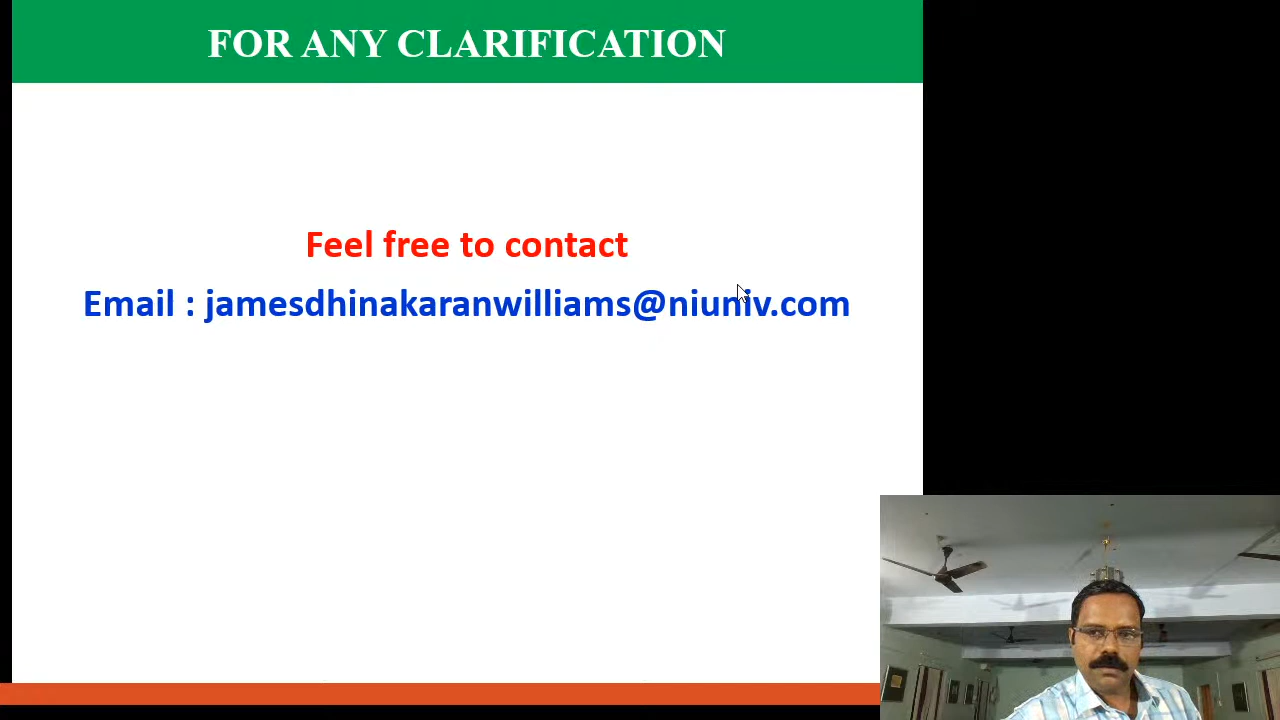 FOR ANY CLARIFICATION
Feel free to contact
Email : jamesdhinakaranwilliams@niuniv.com